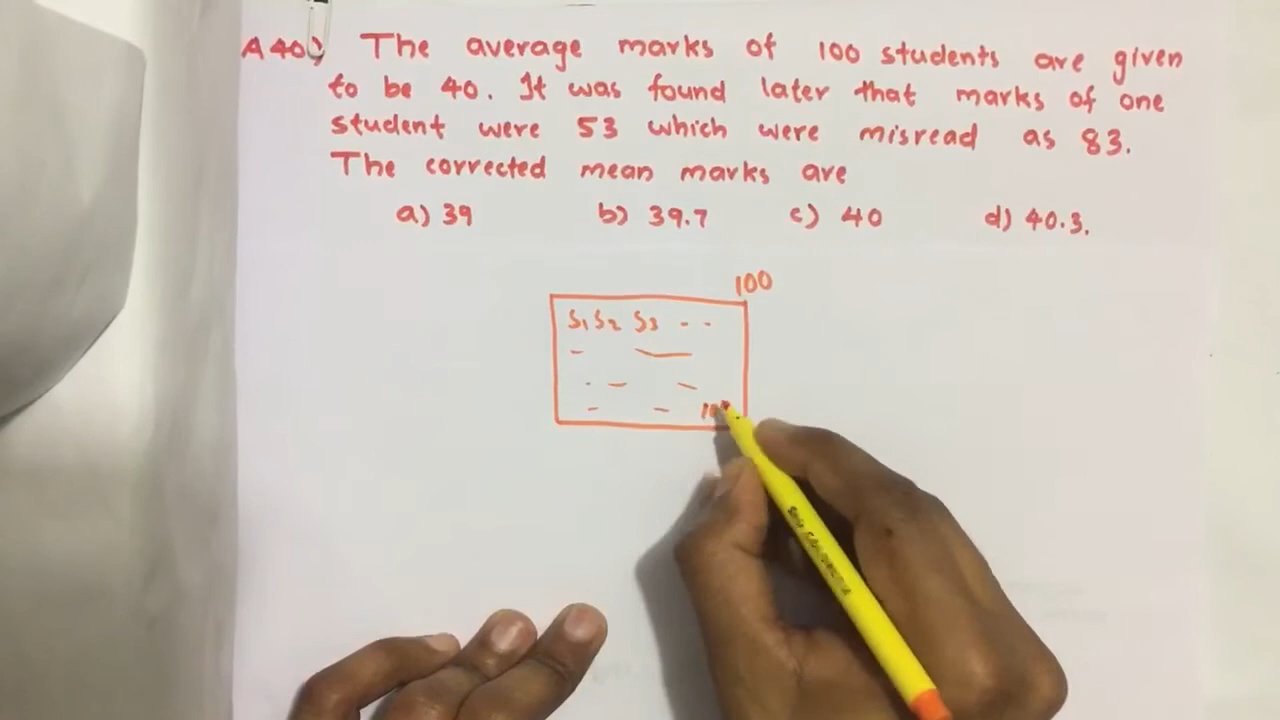 A40) The average marks of 100 students are given
to be 40. It was found later that marks of one
student were 53 which were misread as 83.
The corrected mean marks are
a) 39 b) 39.7 c) 40 d) 40.3.
100
S1 S2 S3 - -